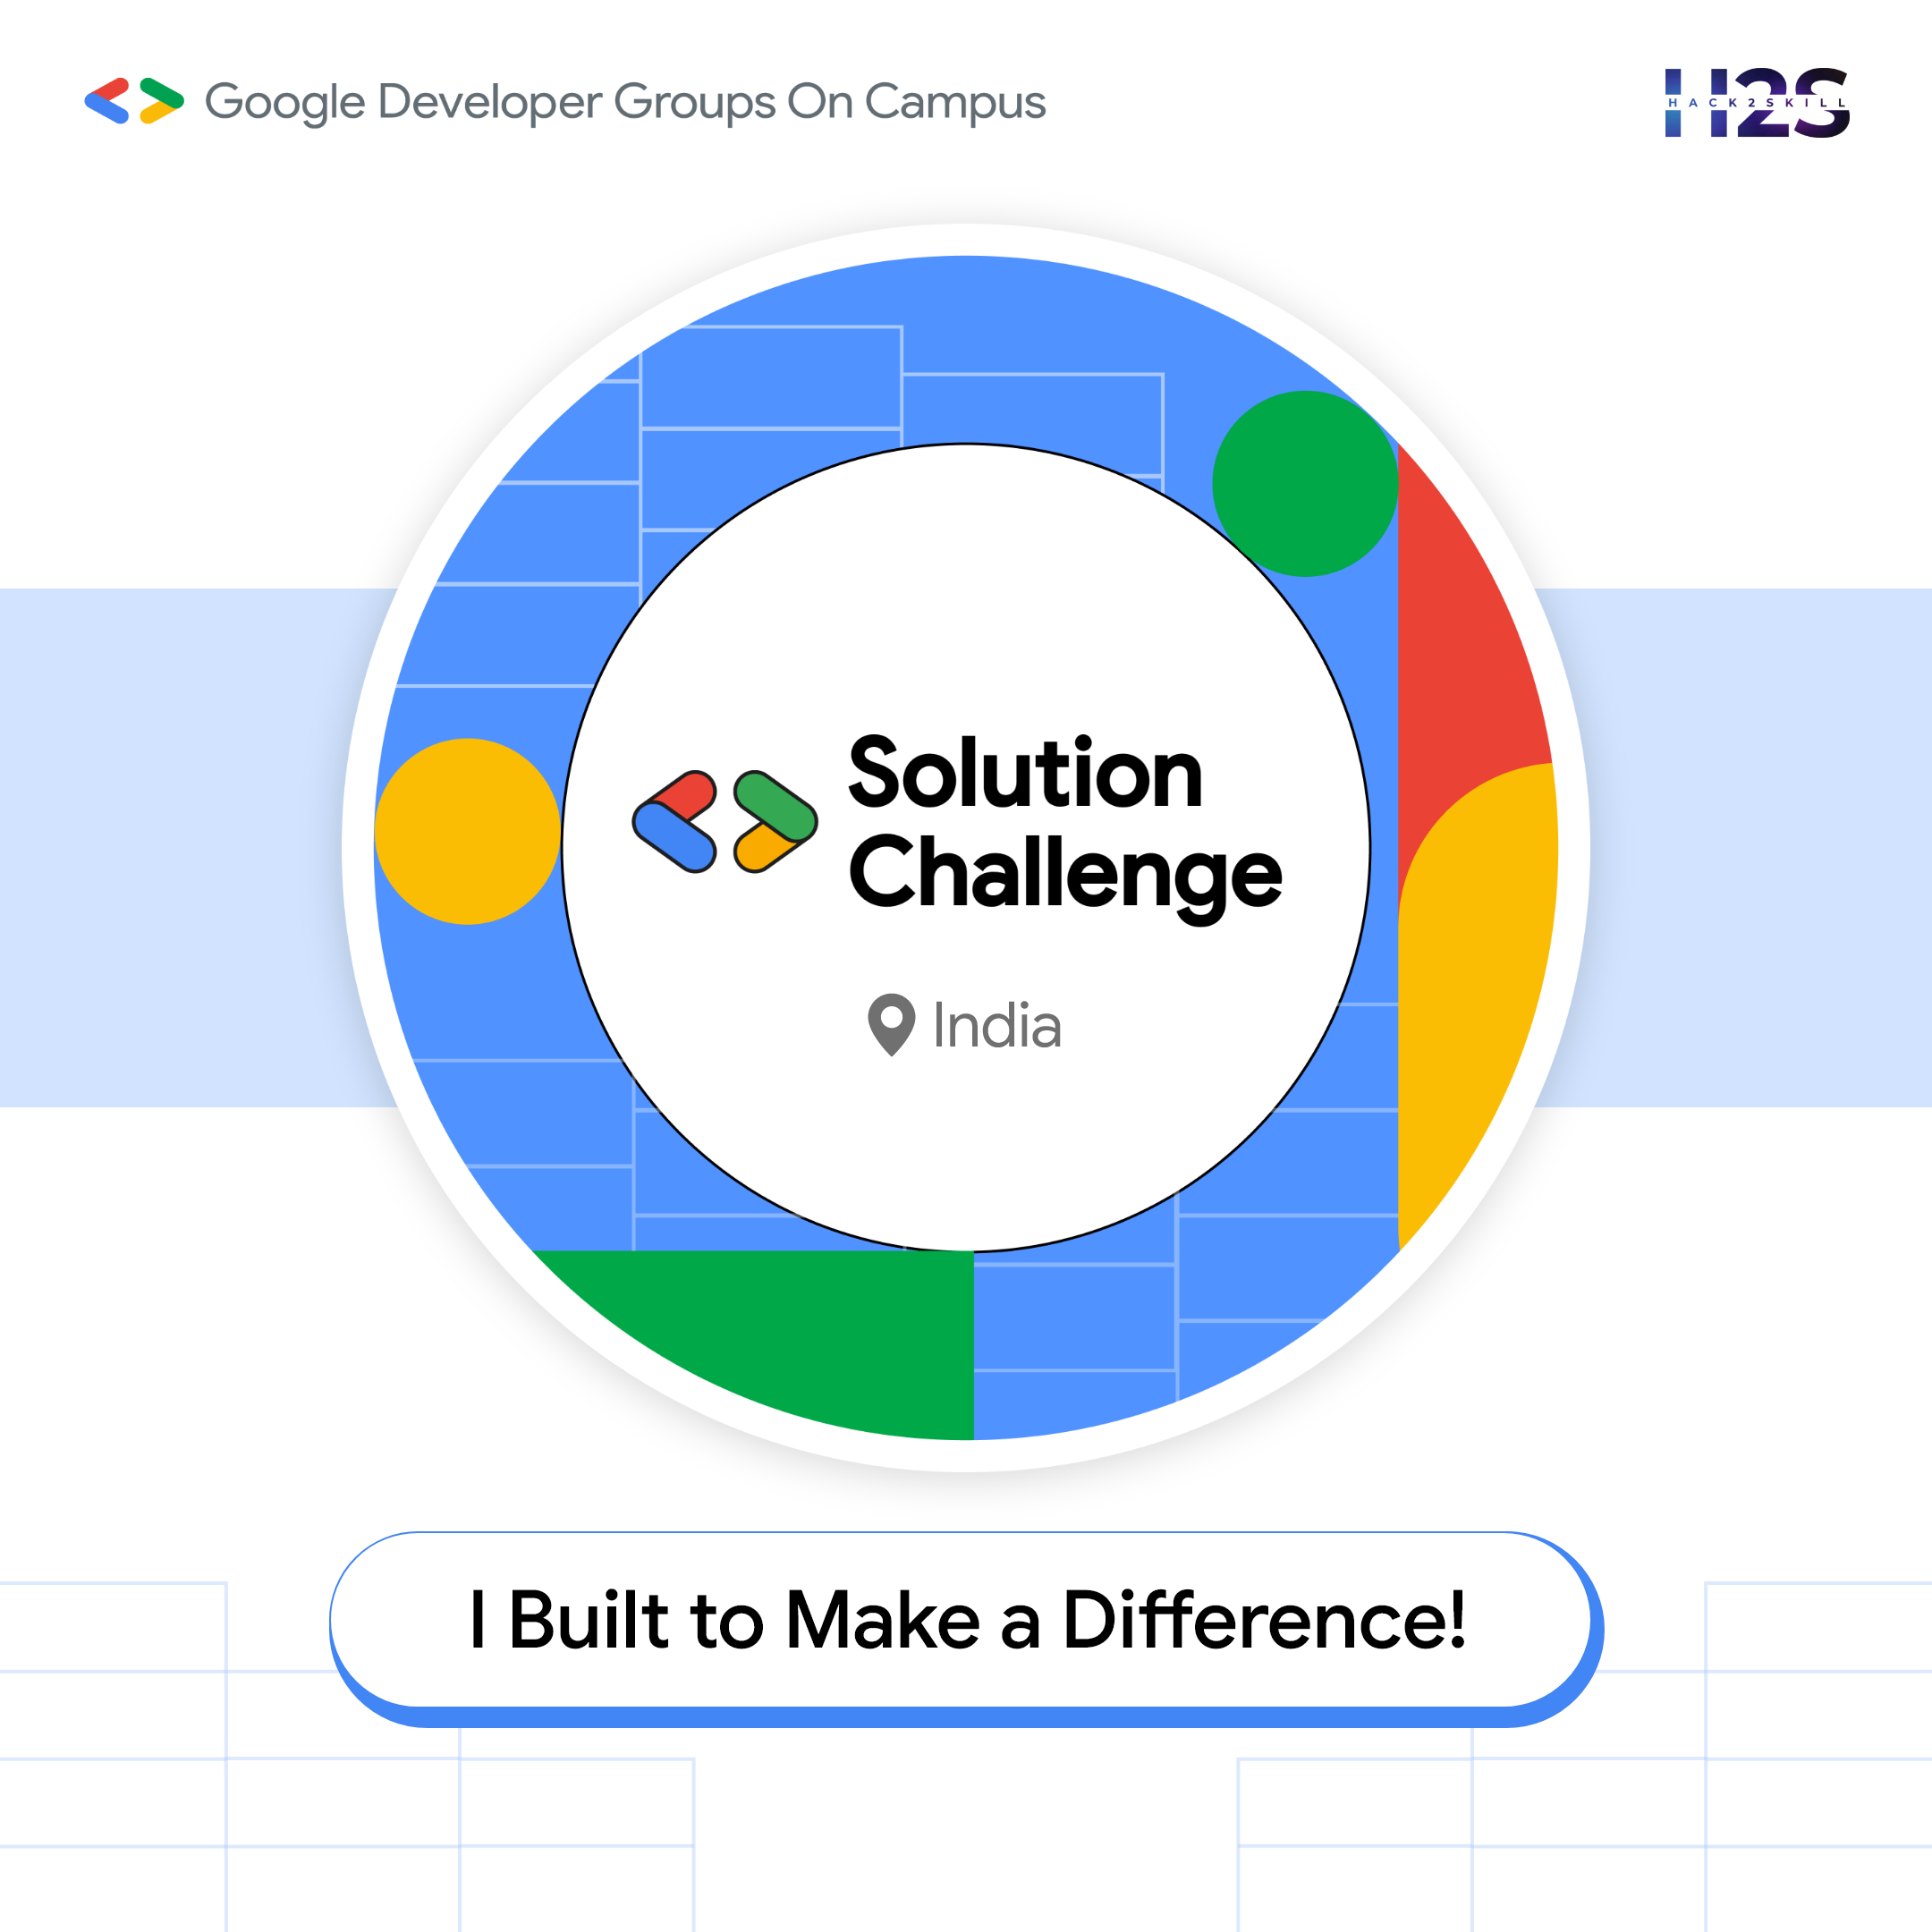 Google Developer Groups On Campus
H2S
HACK2SKILL
Solution
Challenge
India
I Built to Make a Difference!